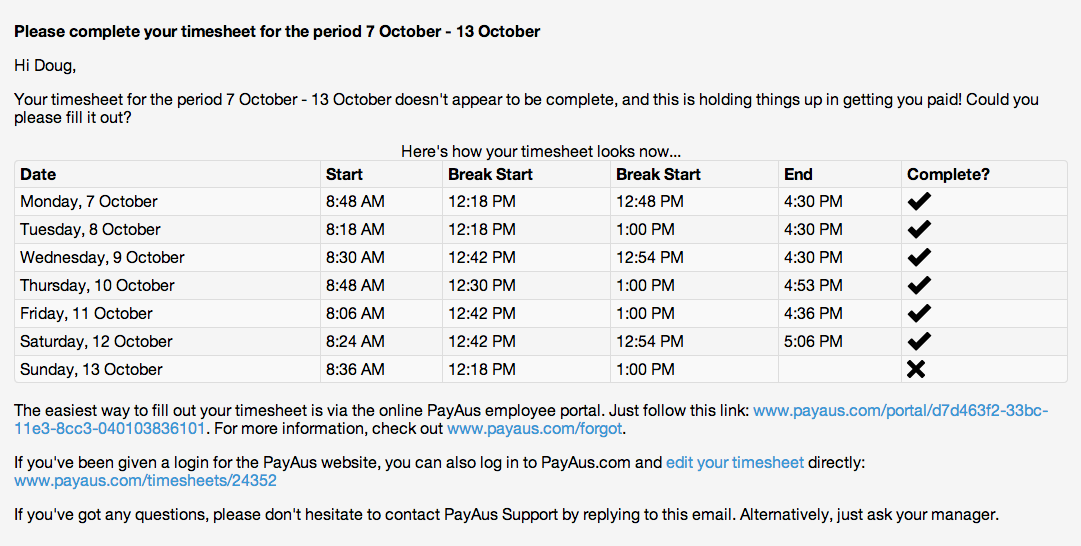 Please complete your timesheet for the period 7 October - 13 October
Hi Doug,
Your timesheet for the period 7 October - 13 October doesn't appear to be complete, and this is holding things up in getting you paid! Could you
please fill it out?
Here's how your timesheet looks now...
Date Start Break Start Break Start End Complete?
Monday, 7 October 8:48 AM 12:18 PM 12:48 PM 4:30 PM ✔
Tuesday, 8 October 8:18 AM 12:18 PM 1:00 PM 4:30 PM ✔
Wednesday, 9 October 8:30 AM 12:42 PM 12:54 PM 4:30 PM ✔
Thursday, 10 October 8:48 AM 12:30 PM 1:00 PM 4:53 PM ✔
Friday, 11 October 8:06 AM 12:42 PM 1:00 PM 4:36 PM ✔
Saturday, 12 October 8:24 AM 12:42 PM 12:54 PM 5:06 PM ✔
Sunday, 13 October 8:36 AM 12:18 PM 1:00 PM ✖
The easiest way to fill out your timesheet is via the online PayAus employee portal. Just follow this link: www.payaus.com/portal/d7d463f2-33bc-
11e3-8cc3-040103836101. For more information, check out www.payaus.com/forgot.
If you've been given a login for the PayAus website, you can also log in to PayAus.com and edit your timesheet directly:
www.payaus.com/timesheets/24352
If you've got any questions, please don't hesitate to contact PayAus Support by replying to this email. Alternatively, just ask your manager.